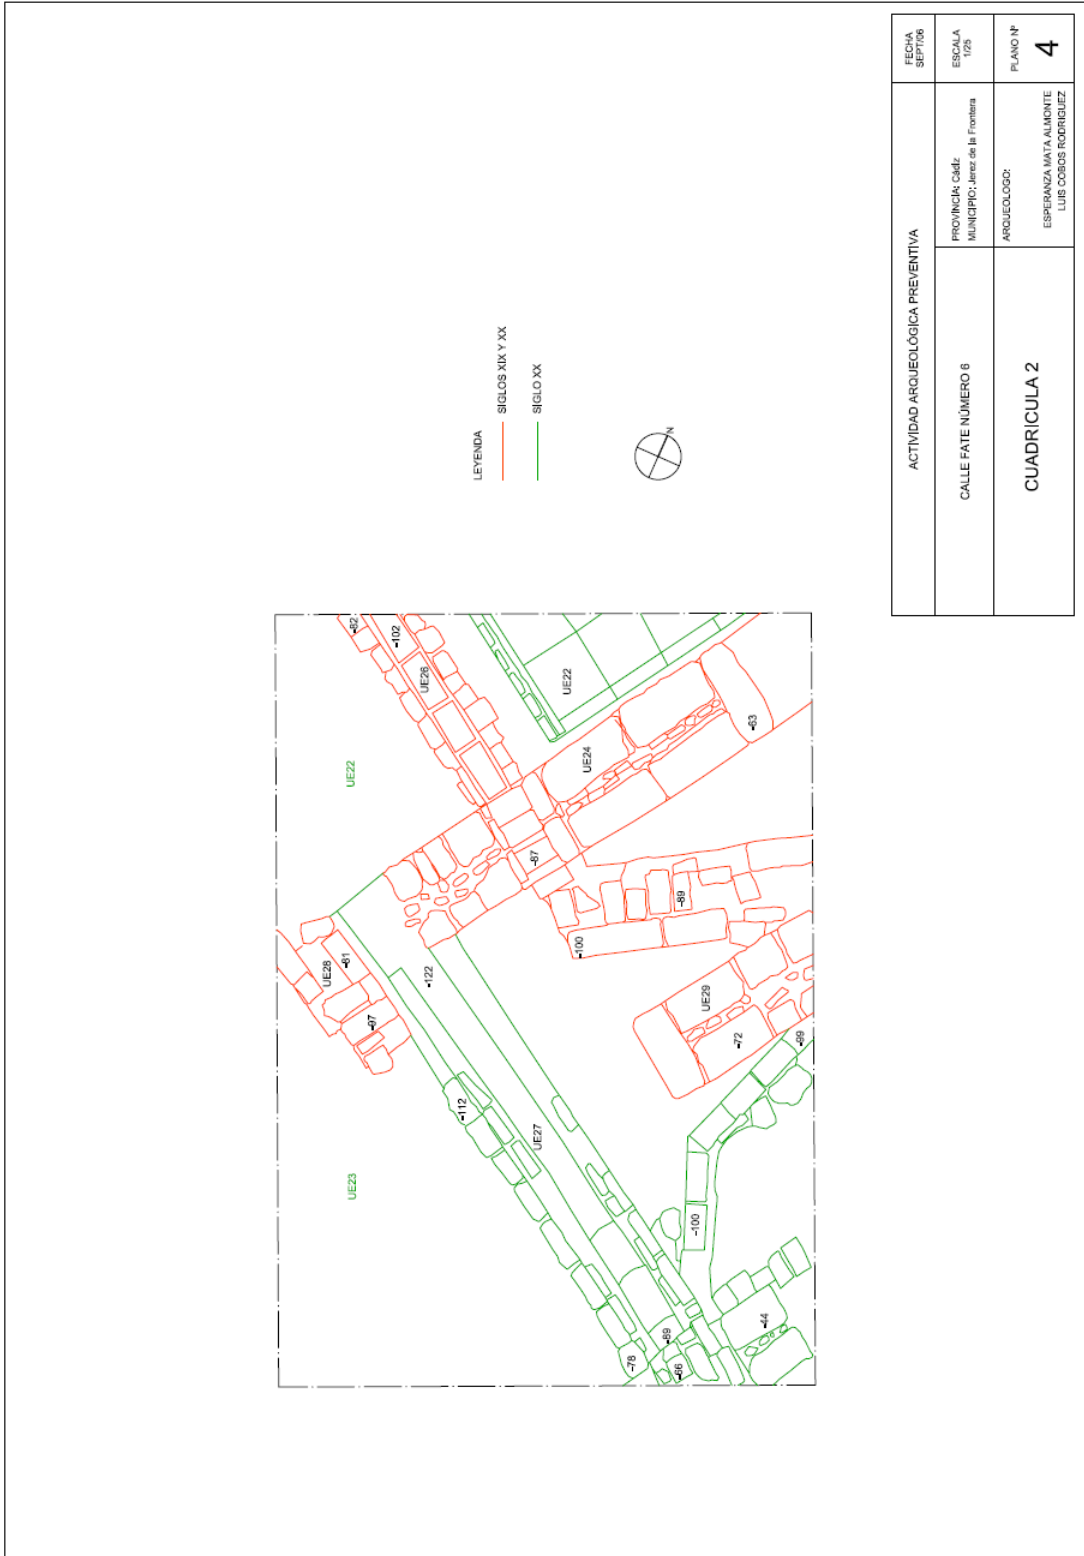 ACTIVIDAD ARQUEOLÓGICA PREVENTIVA
FECHA
SEPT/06
CALLE FATE NÚMERO 6
PROVINCIA: Cádiz
MUNICIPIO: Jerez de la Frontera
ESCALA
1/25
CUADRICULA 2
ARQUEOLOGO:
ESPERANZA MATA ALMONTE
LUIS COBOS RODRIGUEZ
PLANO Nº
4
LEYENDA
SIGLOS XIX Y XX
SIGLO XX
N
UE23
UE22
-82
-102
UE26
UE22
UE28
-81
-97
-122
-112
UE27
UE24
-63
-87
-89
-100
UE29
-72
-99
-100
-44
-78
-89
-66